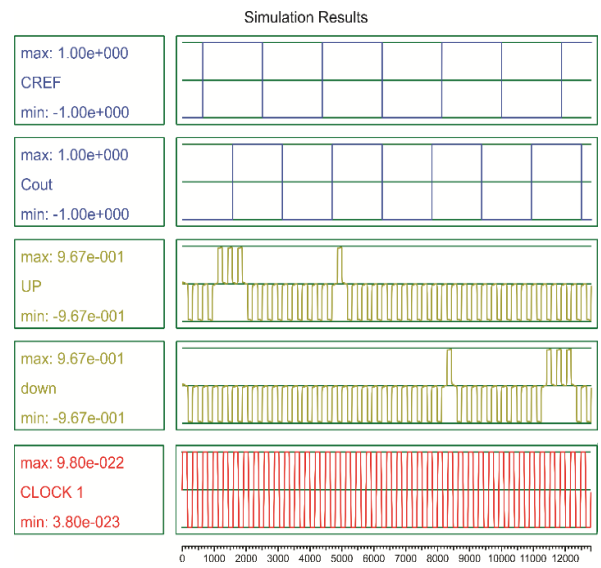 Simulation Results
max: 1.00e+000
CREF
min: -1.00e+000
max: 1.00e+000
Cout
min: -1.00e+000
max: 9.67e-001
UP
min: -9.67e-001
max: 9.67e-001
down
min: -9.67e-001
max: 9.80e-022
CLOCK 1
min: 3.80e-023
0 1000 2000 3000 4000 5000 6000 7000 8000 9000 10000 11000 12000